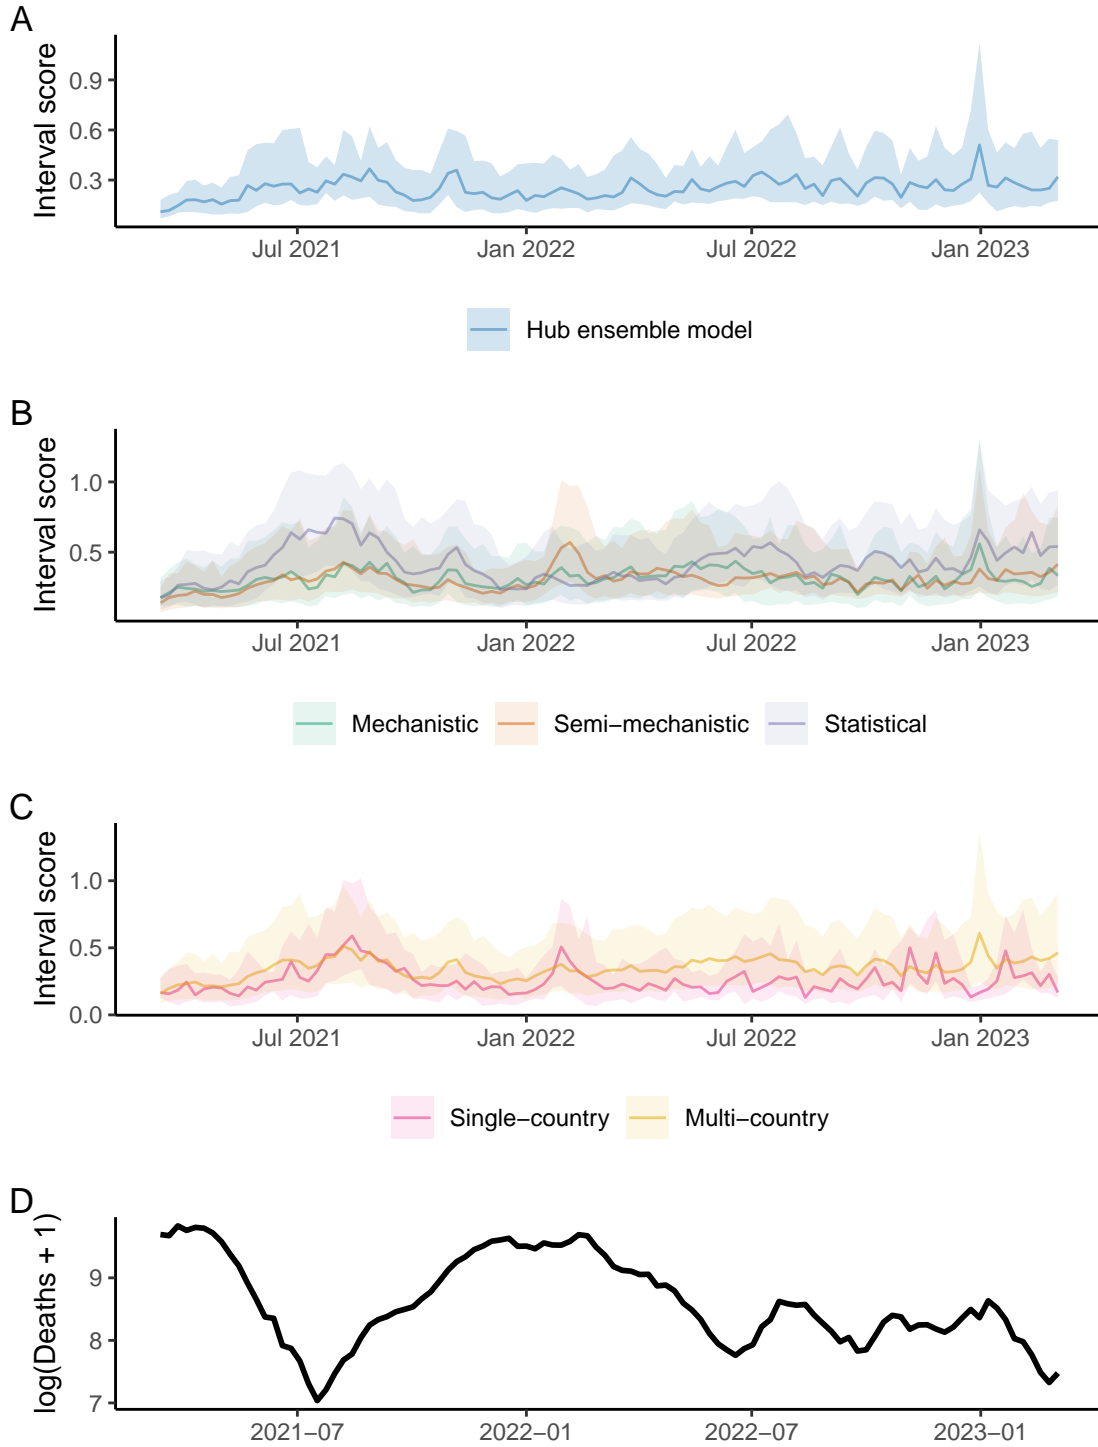 A
Interval score
0.9
0.6
0.3
Jul 2021 Jan 2022 Jul 2022 Jan 2023
Hub ensemble model
B
Interval score
1.0
0.5
Jul 2021 Jan 2022 Jul 2022 Jan 2023
Mechanistic Semi−mechanistic Statistical
C
Interval score
1.0
0.5
0.0
Jul 2021 Jan 2022 Jul 2022 Jan 2023
Single−country Multi−country
D
log(Deaths + 1)
9
8
7
2021−07 2022−01 2022−07 2023−01